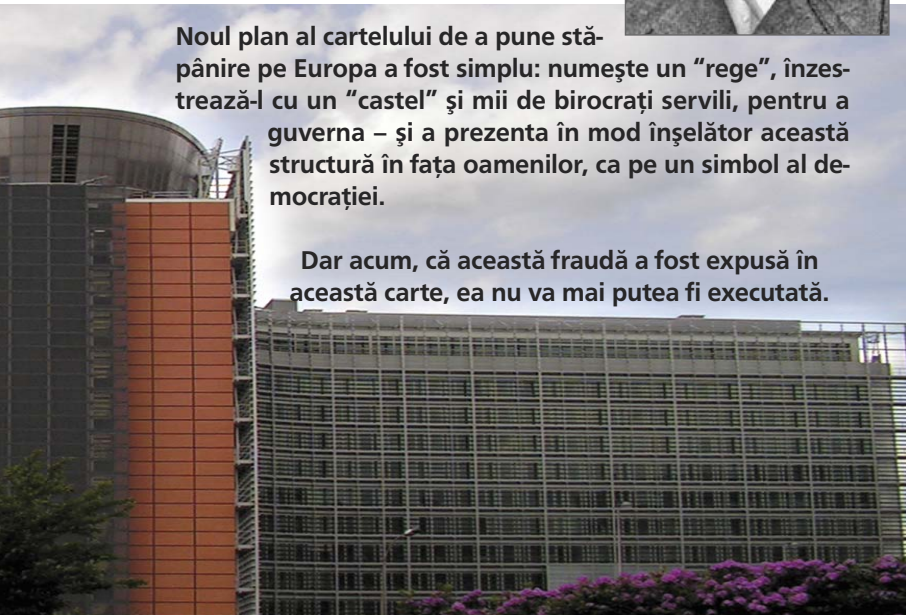 Noul plan al cartelului de a pune stă-
pânire pe Europa a fost simplu: numeşte un “rege”, înzes-
trează-l cu un “castel” şi mii de birocraţi servili, pentru a
guverna – şi a prezenta în mod înşelător această
structură în faţa oamenilor, ca pe un simbol al de-
mocraţiei.
Dar acum, că această fraudă a fost expusă în
această carte, ea nu va mai putea fi executată.